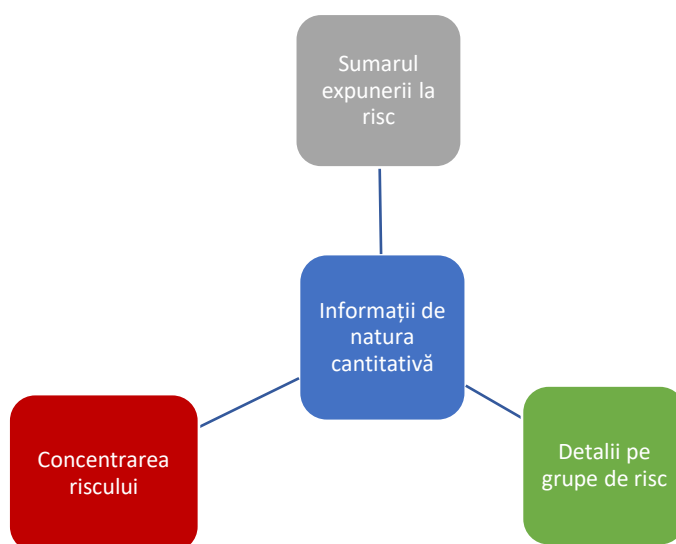 Sumarul
expunerii la
risc
Informații de
natura
cantitativă
Concentrarea
riscului
Detalii pe
grupe de risc